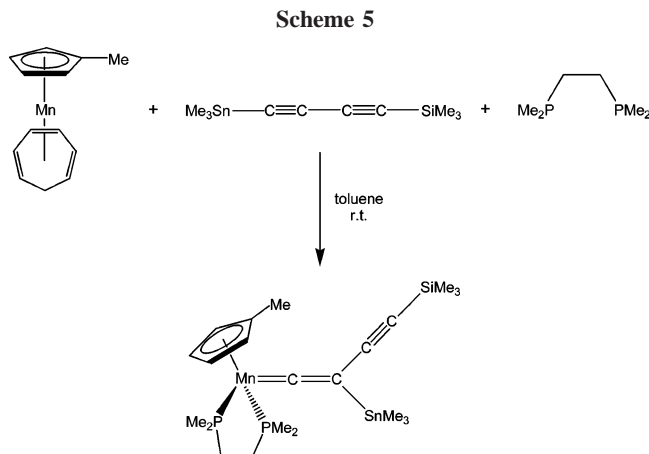 Scheme 5
Me
Mn
+
Me₃Sn—C≡C—C≡C—SiMe₃
+
Me₂P
PMe₂
toluene
r.t.
SiMe₃
Me
C
C
Mn=C=C
Me₂P
PMe₂
SnMe₃